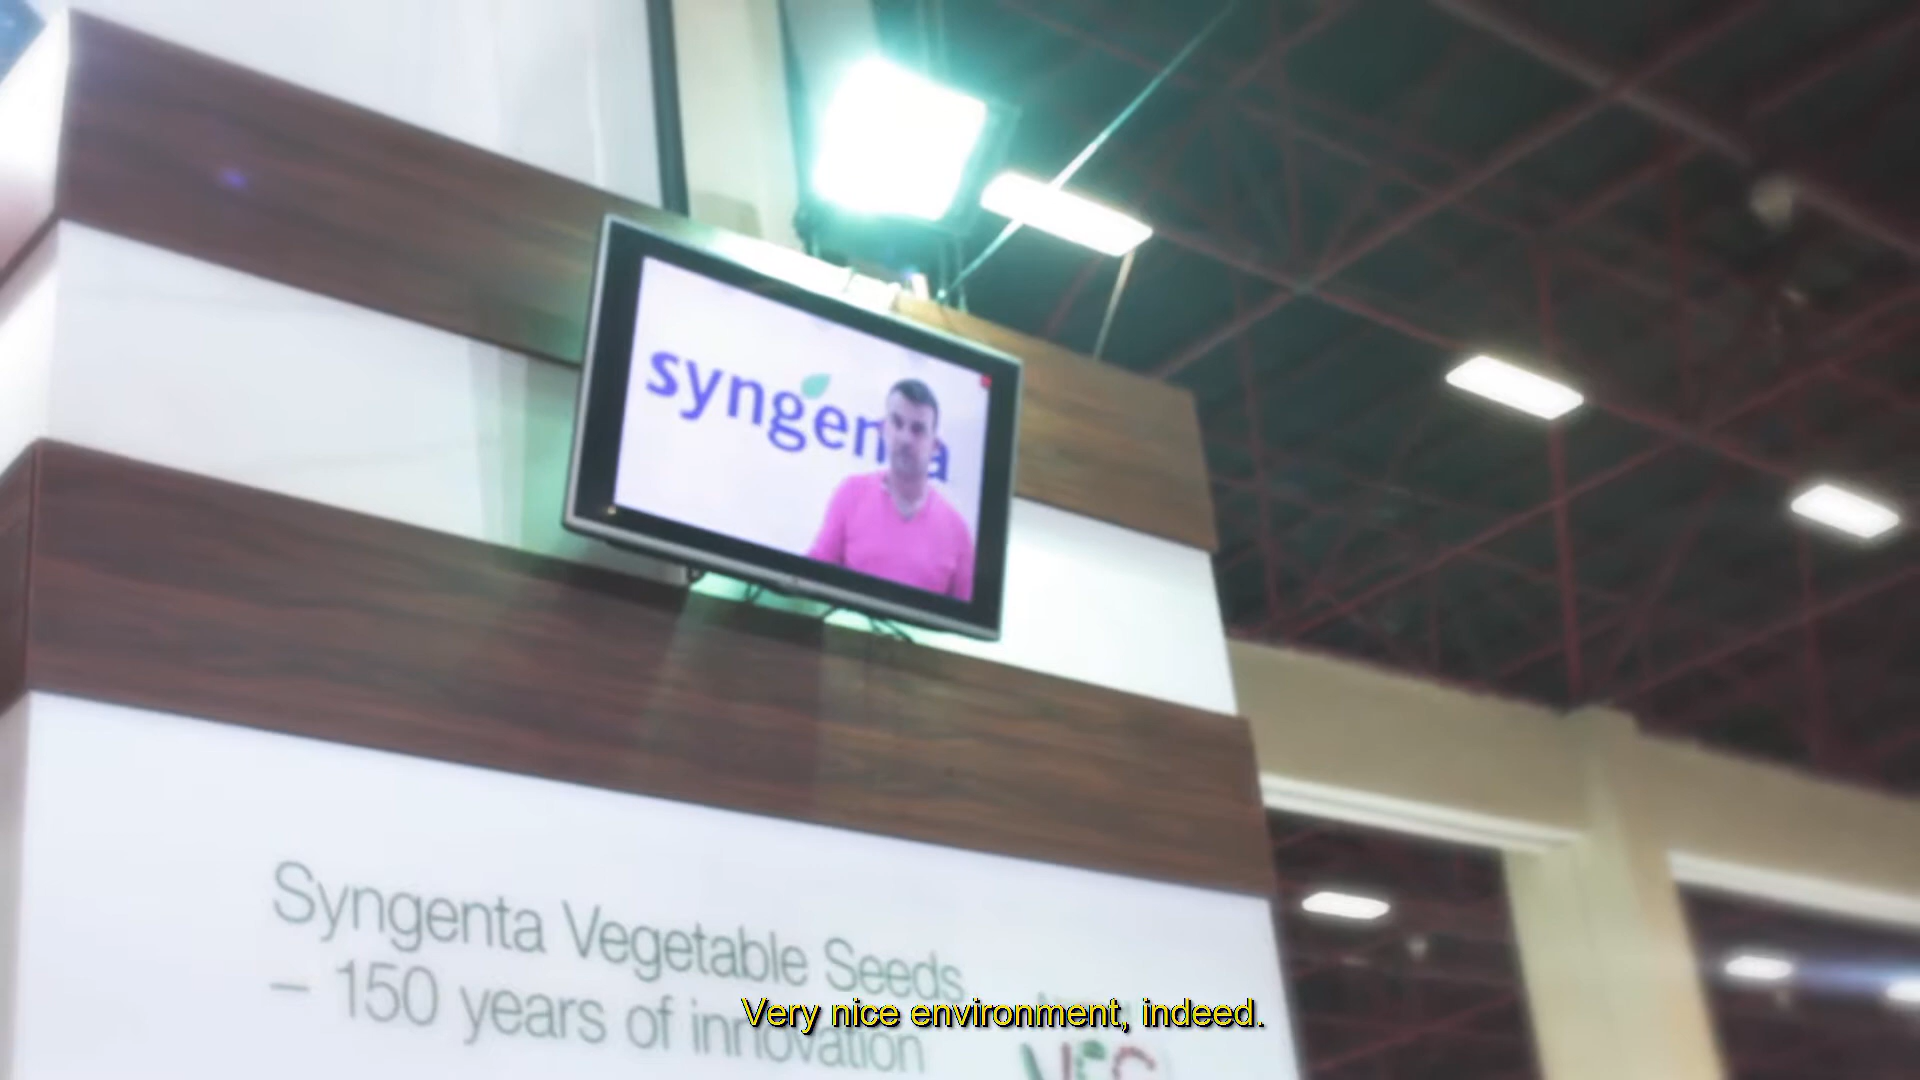 syngenta
Syngenta Vegetable Seeds
– 150 years of innovation
Very nice environment, indeed.